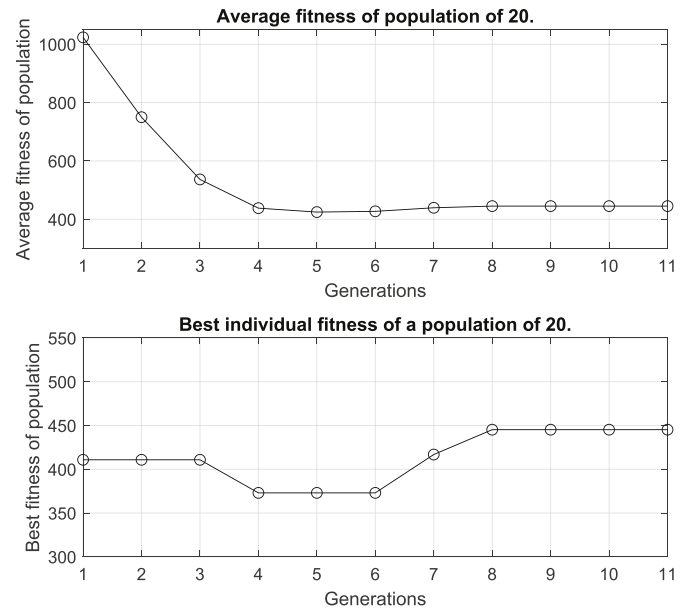 Average fitness of population of 20.
Average fitness of population
1000
800
600
400
1 2 3 4 5 6 7 8 9 10 11
Generations
Best individual fitness of a population of 20.
Best fitness of population
550
500
450
400
350
300
1 2 3 4 5 6 7 8 9 10 11
Generations